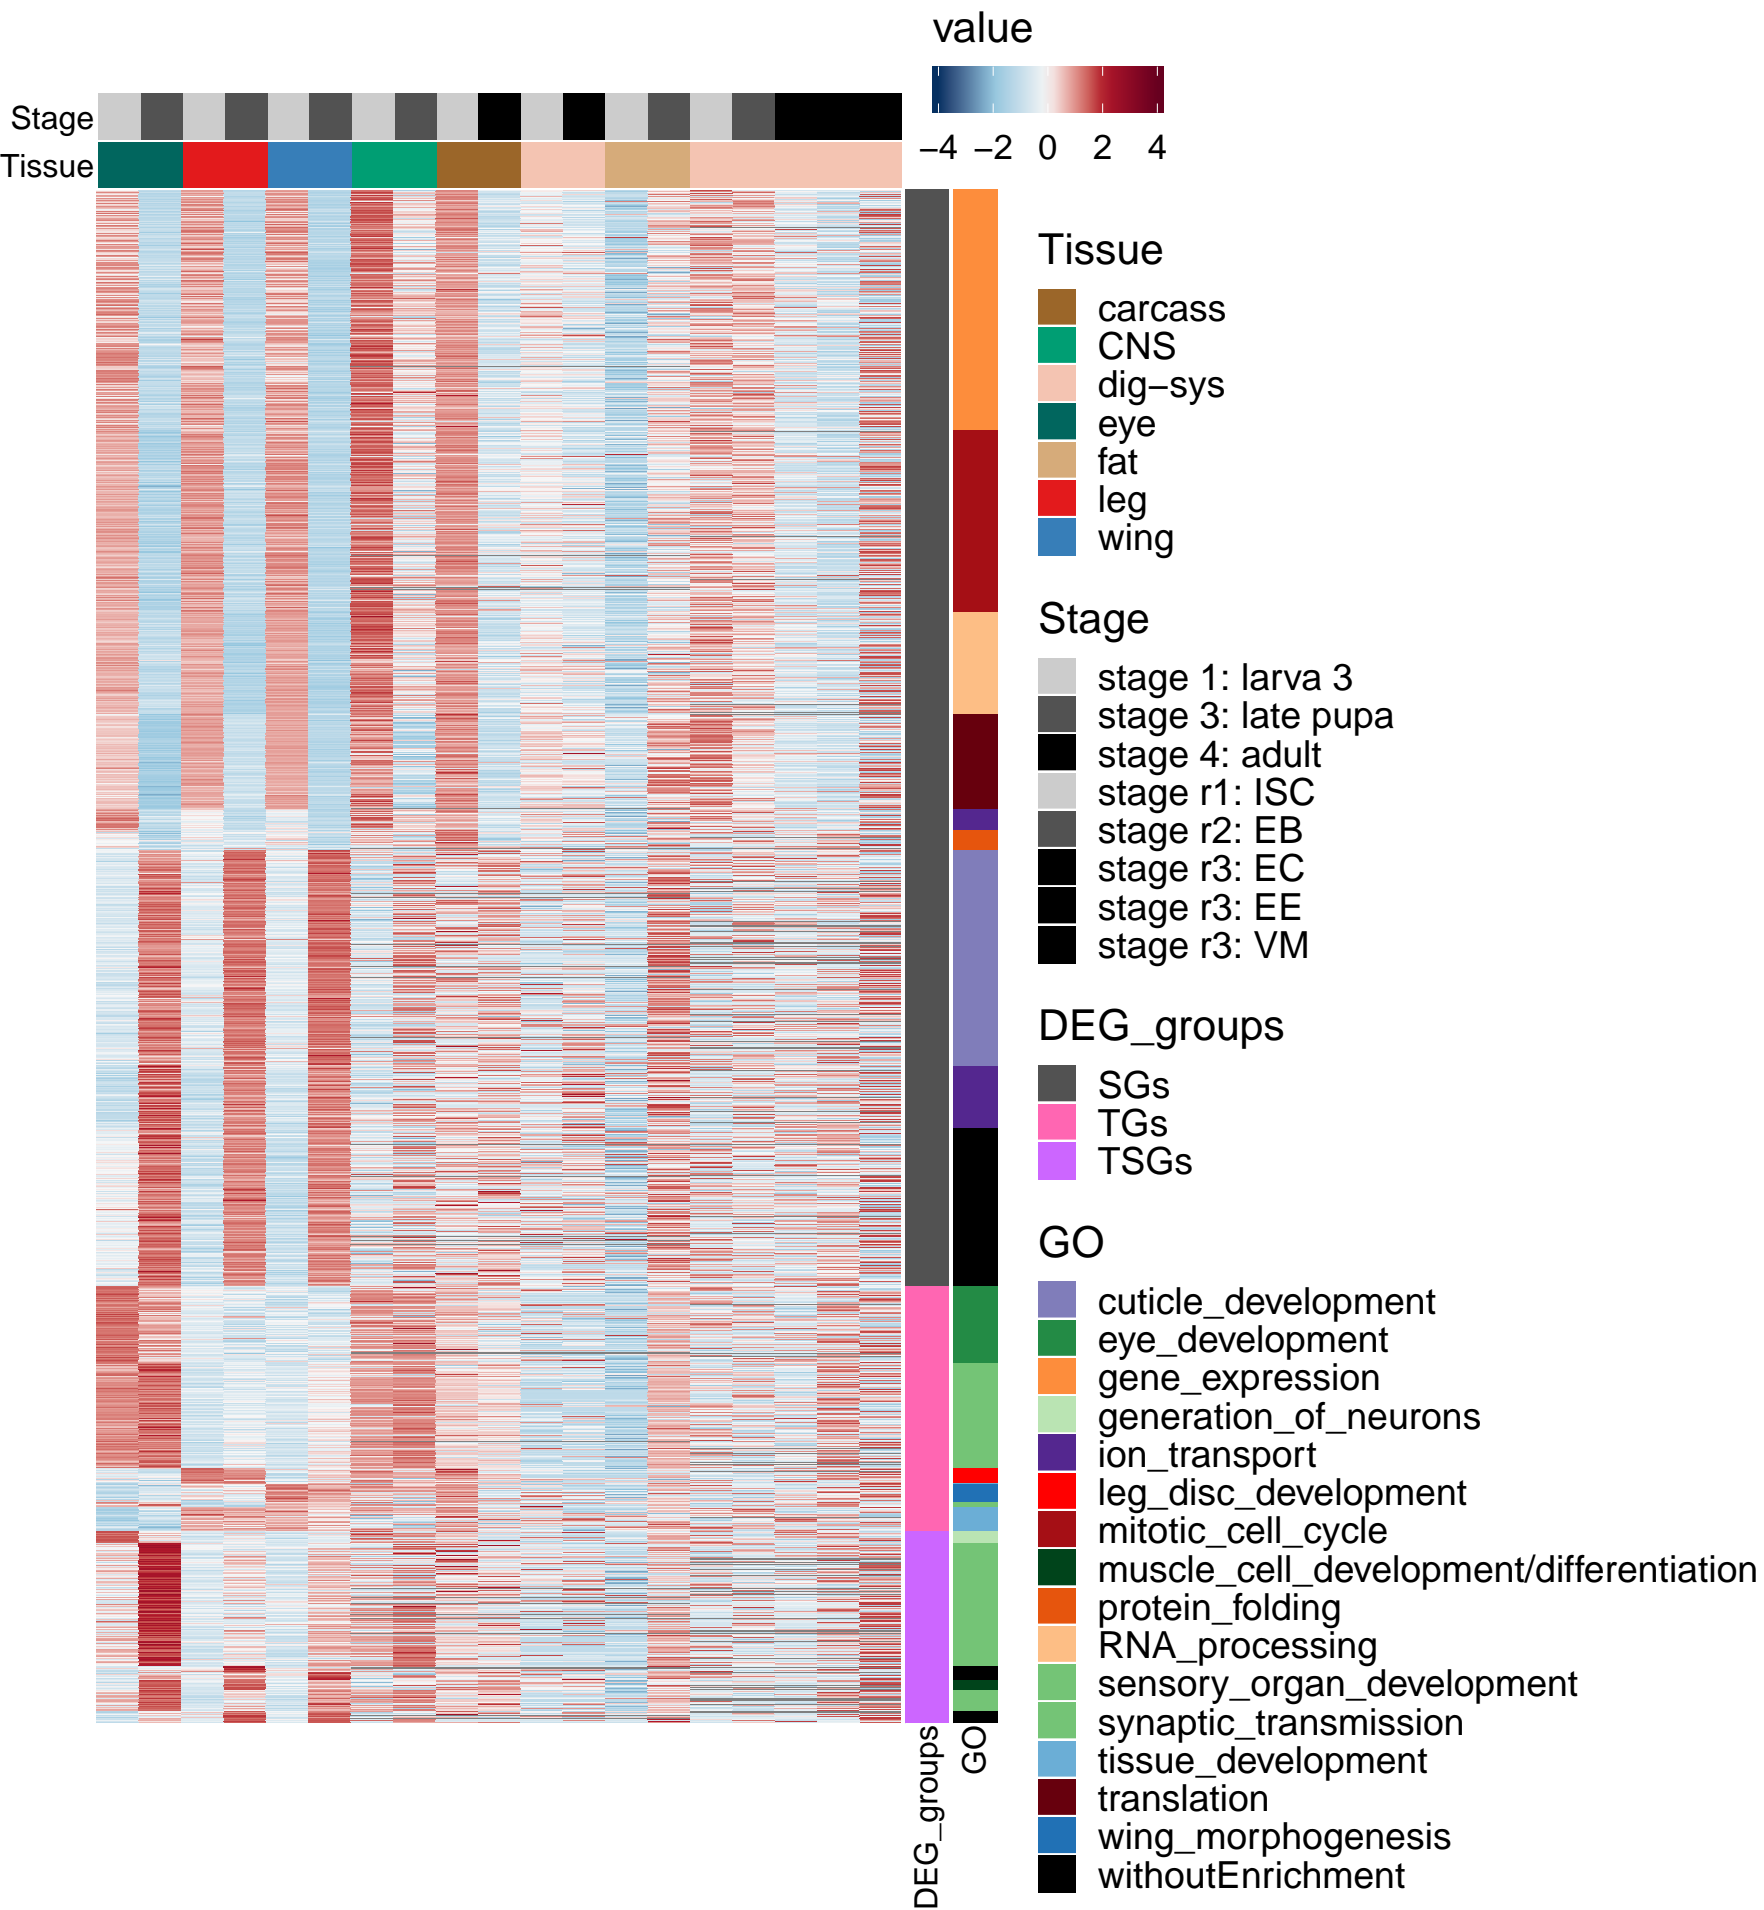 value
−4 −2 0 2 4
Stage
Tissue
Tissue
carcass
CNS
dig−sys
eye
fat
leg
wing
Stage
stage 1: larva 3
stage 3: late pupa
stage 4: adult
stage r1: ISC
stage r2: EB
stage r3: EC
stage r3: EE
stage r3: VM
DEG_groups
SGs
TGs
TSGs
GO
cuticle_development
eye_development
gene_expression
generation_of_neurons
ion_transport
leg_disc_development
mitotic_cell_cycle
muscle_cell_development/differentiation
protein_folding
RNA_processing
sensory_organ_development
synaptic_transmission
tissue_development
translation
wing_morphogenesis
withoutEnrichment
DEG_groups
GO